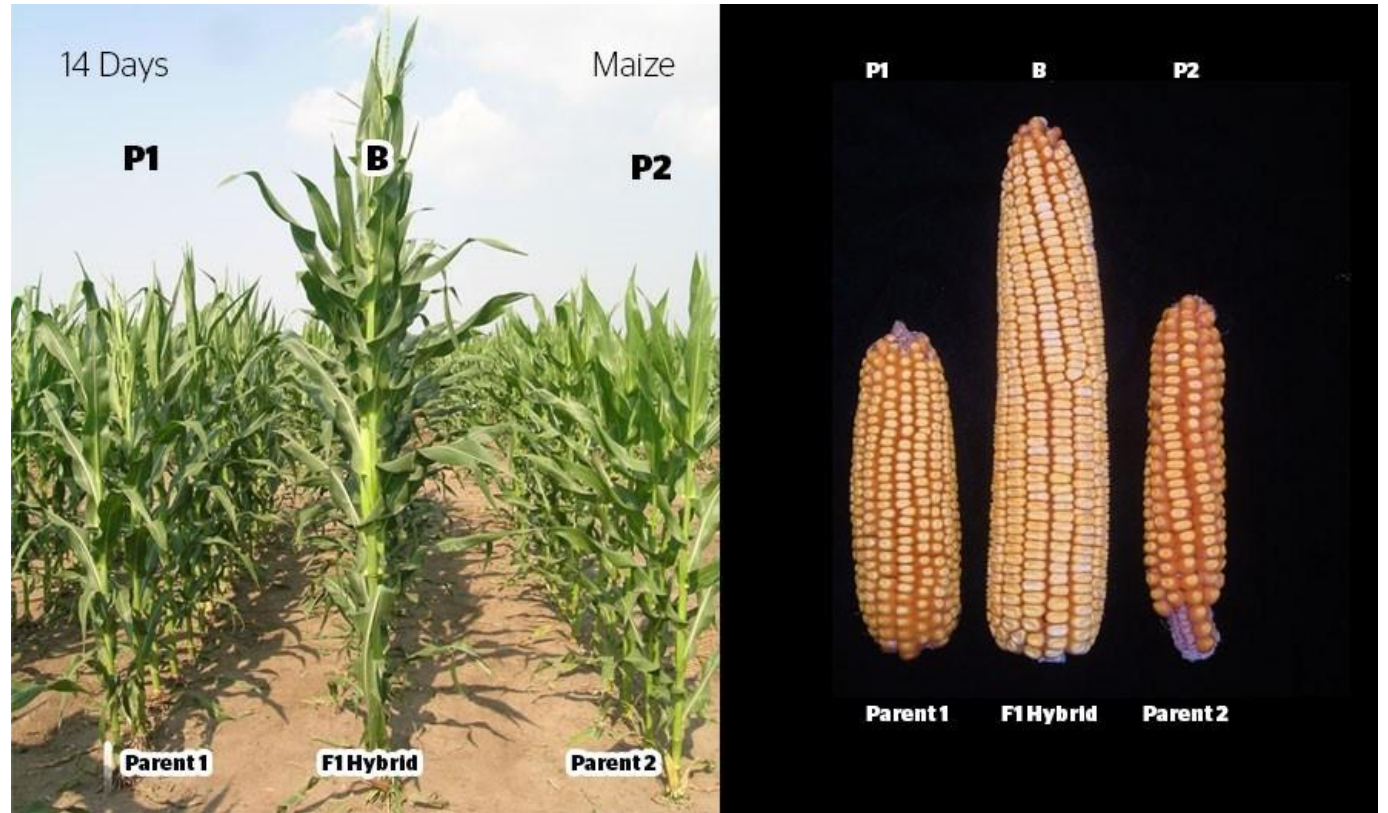 14 Days
Maize
P1
B
P2
Parent 1
F1 Hybrid
Parent 2
P1
B
P2
Parent 1
F1 Hybrid
Parent 2